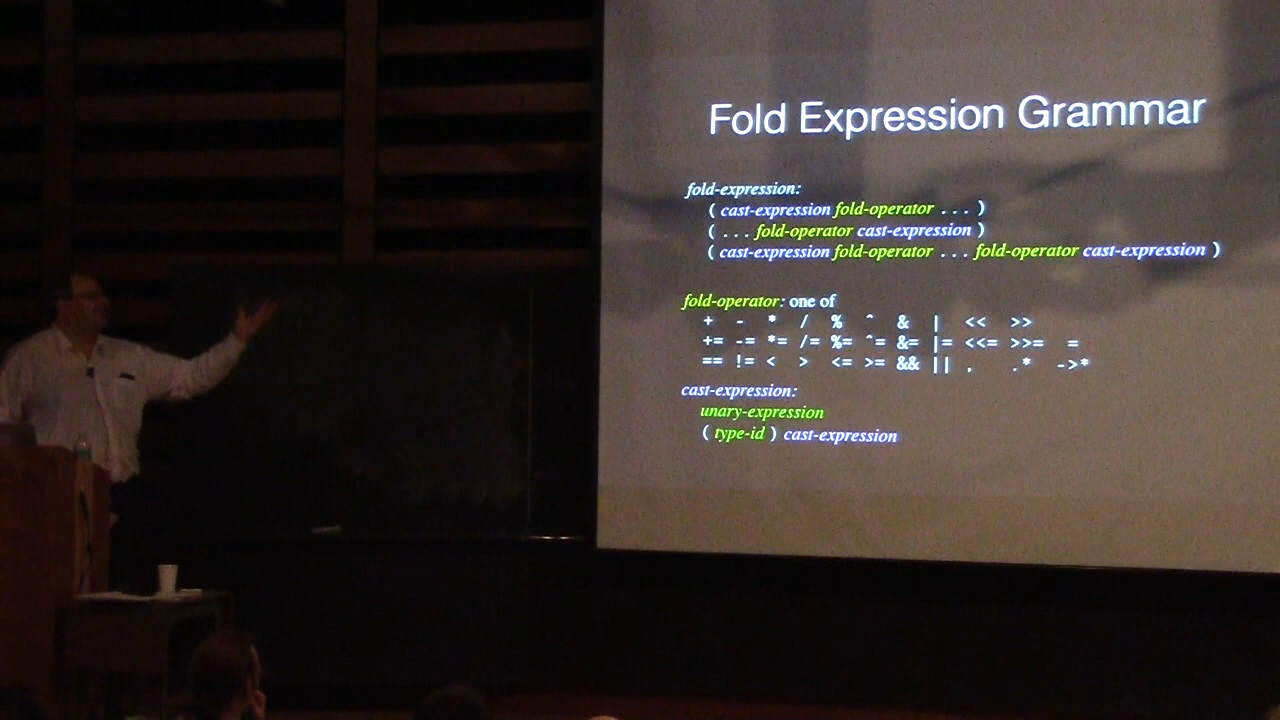 Fold Expression Grammar
fold-expression:
( cast-expression fold-operator ... )
( ... fold-operator cast-expression )
( cast-expression fold-operator ... fold-operator cast-expression )
fold-operator: one of
+ - * / % ^ & | << >>
+= -= *= /= %= ^= &= |= <<= >>= =
== != < > <= >= && || , .* ->*
cast-expression:
unary-expression
( type-id ) cast-expression